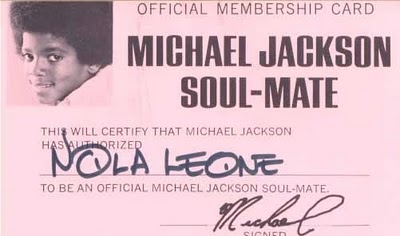 OFFICIAL MEMBERSHIP CARD
MICHAEL JACKSON
SOUL-MATE
THIS WILL CERTIFY THAT MICHAEL JACKSON
HAS AUTHORIZED
NOLA LEONE
TO BE AN OFFICIAL MICHAEL JACKSON SOUL-MATE.
Michael
SIGNED